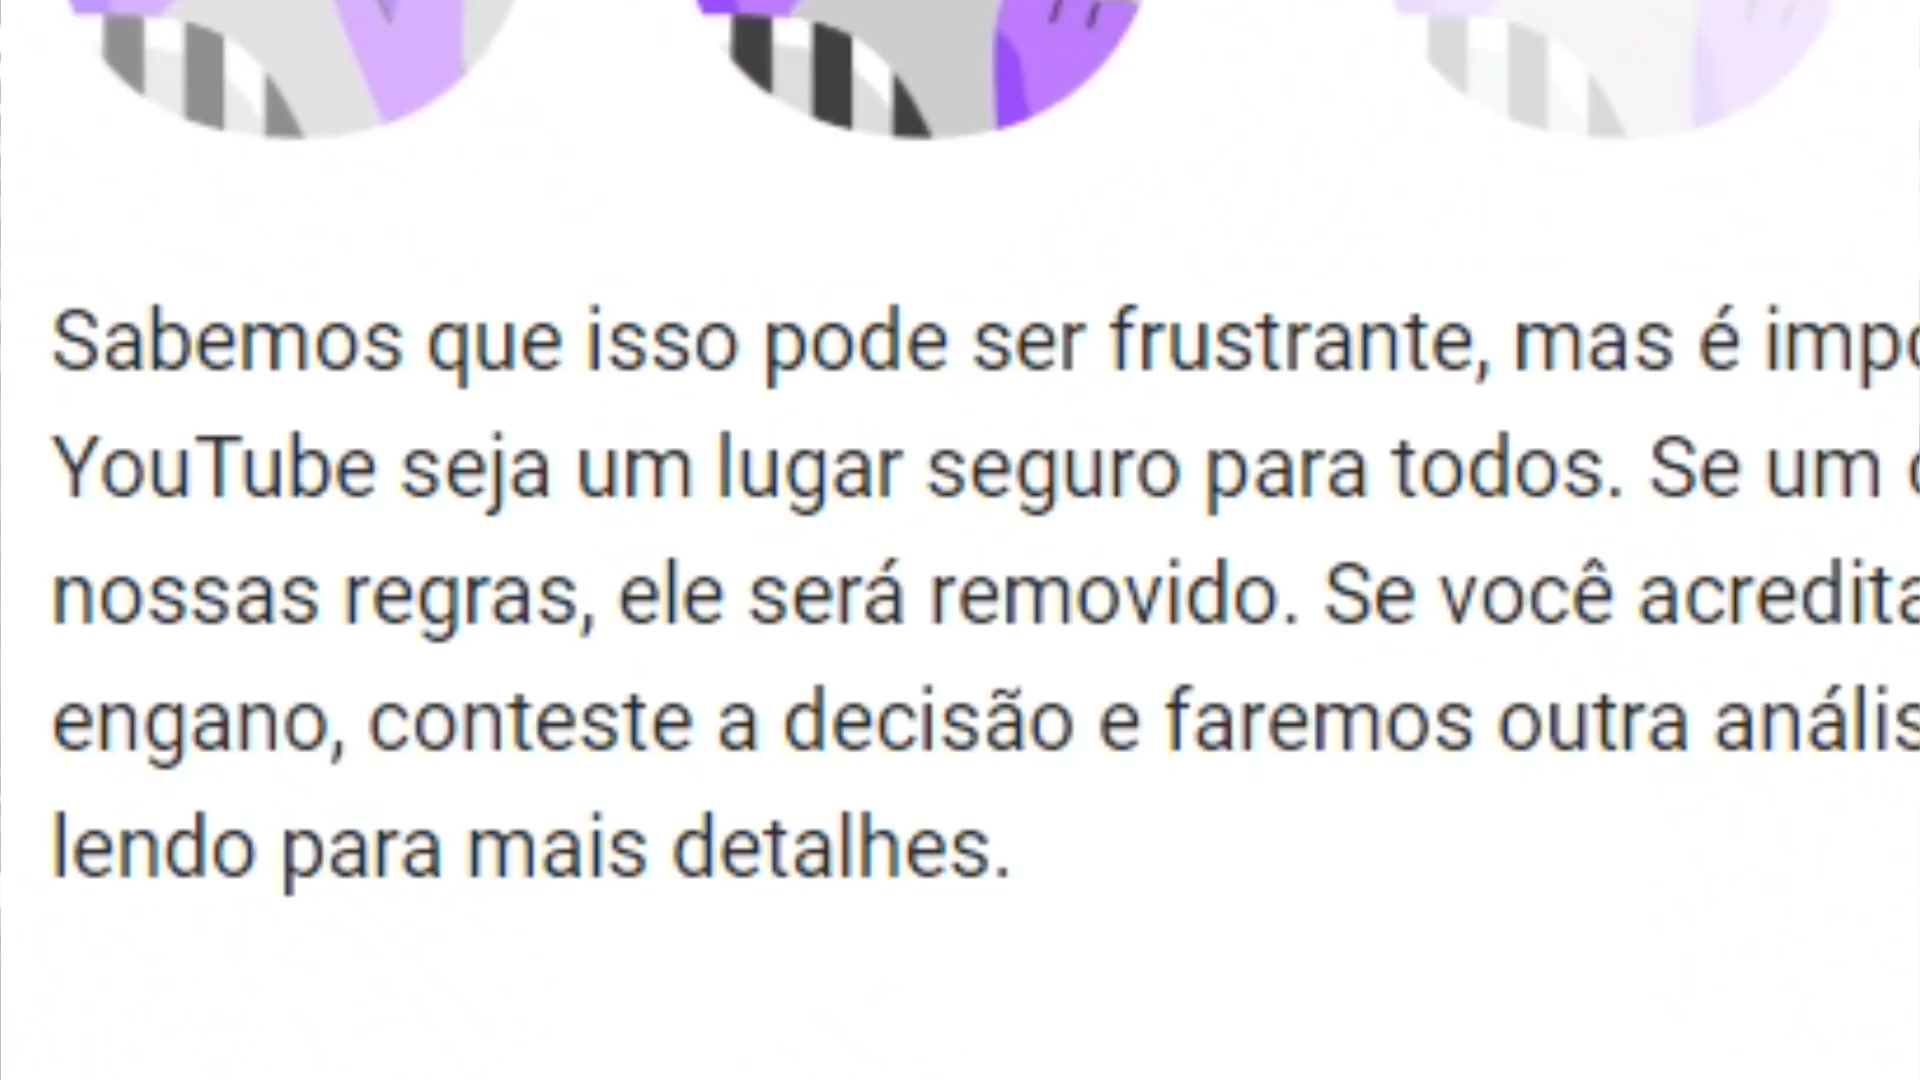 Sabemos que isso pode ser frustrante, mas é
YouTube seja um lugar seguro para todos. Se um
nossas regras, ele será removido. Se você
engano, conteste a decisão e faremos outra
lendo para mais detalhes.